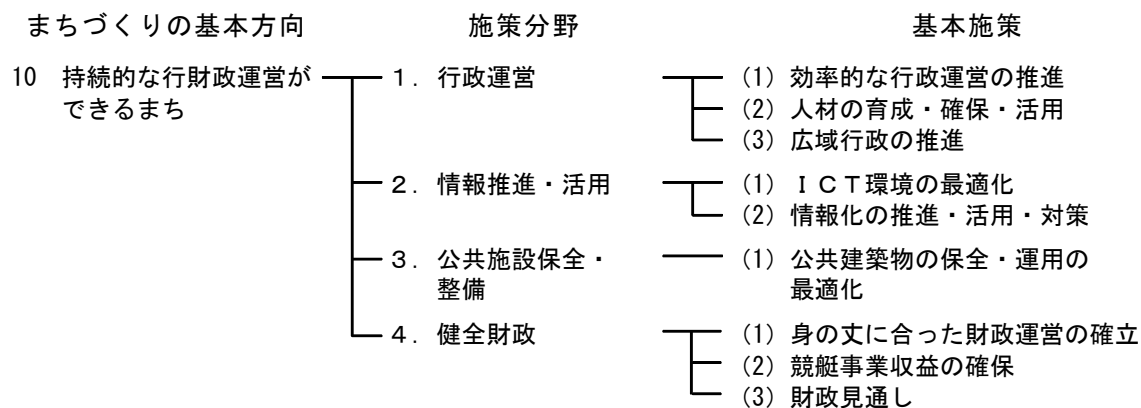 まちづくりの基本方向 施策分野 基本施策
10 持続的な行財政運営が 1. 行政運営 (1) 効率的な行政運営の推進
できるまち (2) 人材の育成・確保・活用
(3) 広域行政の推進
2. 情報推進・活用 (1) ICT環境の最適化
(2) 情報化の推進・活用・対策
3. 公共施設保全・ (1) 公共建築物の保全・運用の
整備 最適化
4. 健全財政 (1) 身の丈に合った財政運営の確立
(2) 競艇事業収益の確保
(3) 財政見通し